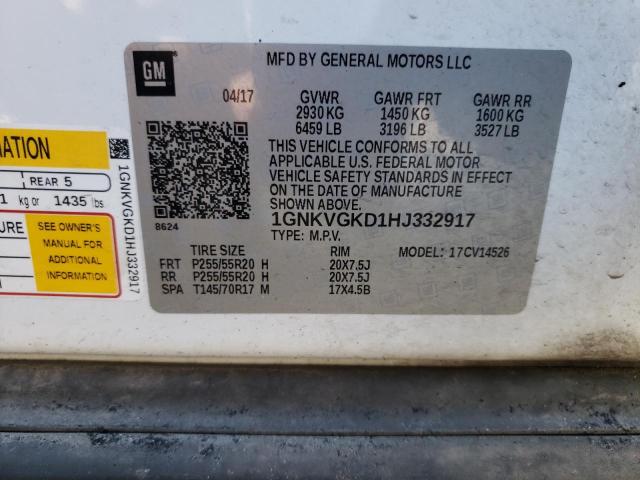 GM
MFD BY GENERAL MOTORS LLC
04/17 GVWR GAWR FRT GAWR RR
2930 KG 1450 KG 1600 KG
6459 LB 3196 LB 3527 LB
THIS VEHICLE CONFORMS TO ALL
APPLICABLE U.S. FEDERAL MOTOR
VEHICLE SAFETY STANDARDS IN EFFECT
ON THE DATE OF MANUFACTURE
SHOWN ABOVE.
8624 1GNKVGKD1HJ332917
TYPE: M.P.V. MODEL: 17CV14526
TIRE SIZE RIM
FRT P255/55R20 H 20X7.5J
RR P255/55R20 H 20X7.5J
SPA T145/70R17 M 17X4.5B
REAR 5
1 kg or 1435 lbs
SEE OWNER'S
MANUAL FOR
ADDITIONAL
INFORMATION
1GNKVGKD1HJ332917